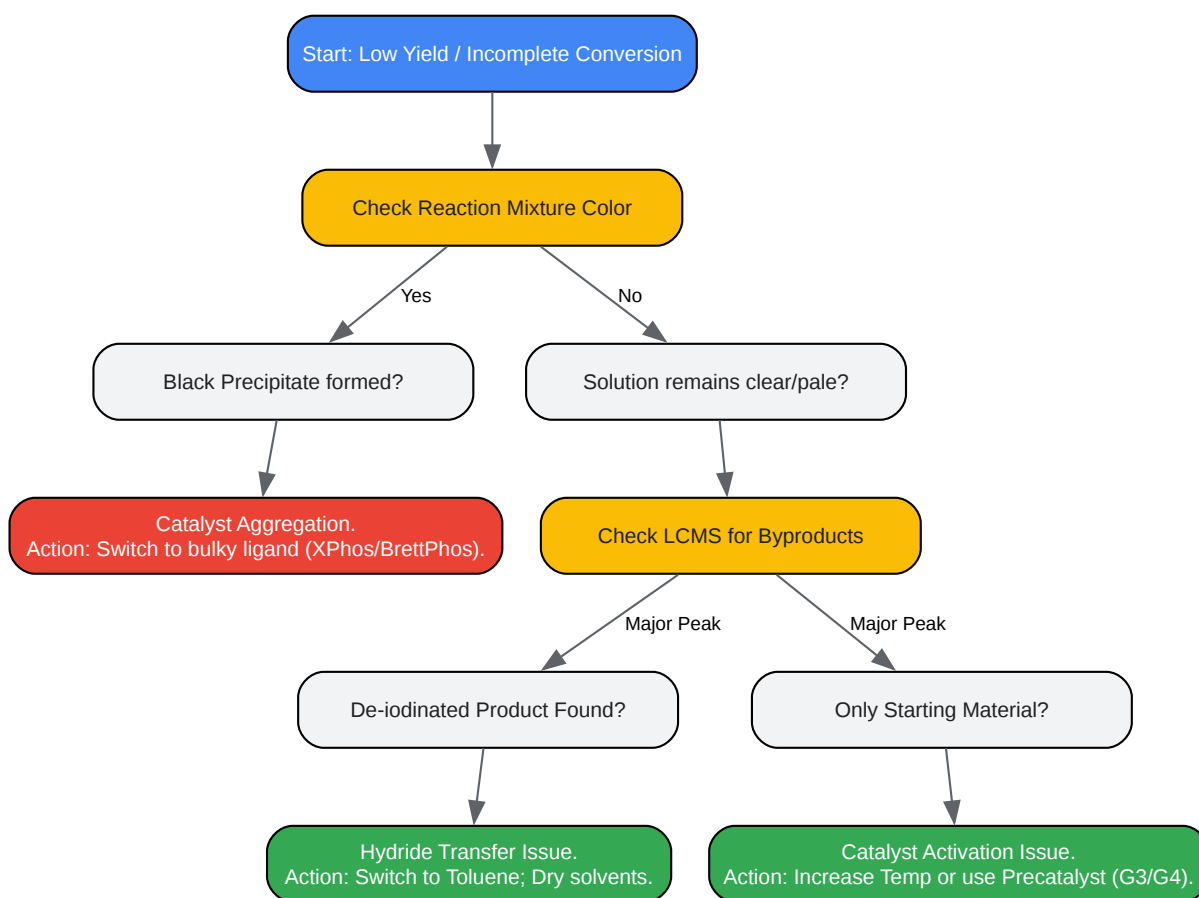 Start: Low Yield / Incomplete Conversion
Check Reaction Mixture Color
Yes
No
Black Precipitate formed?
Solution remains clear/pale?
Catalyst Aggregation.
Action: Switch to bulky ligand (XPhos/BrettPhos).
Check LCMS for Byproducts
Major Peak
Major Peak
De-iodinated Product Found?
Only Starting Material?
Hydride Transfer Issue.
Action: Switch to Toluene; Dry solvents.
Catalyst Activation Issue.
Action: Increase Temp or use Precatalyst (G3/G4).